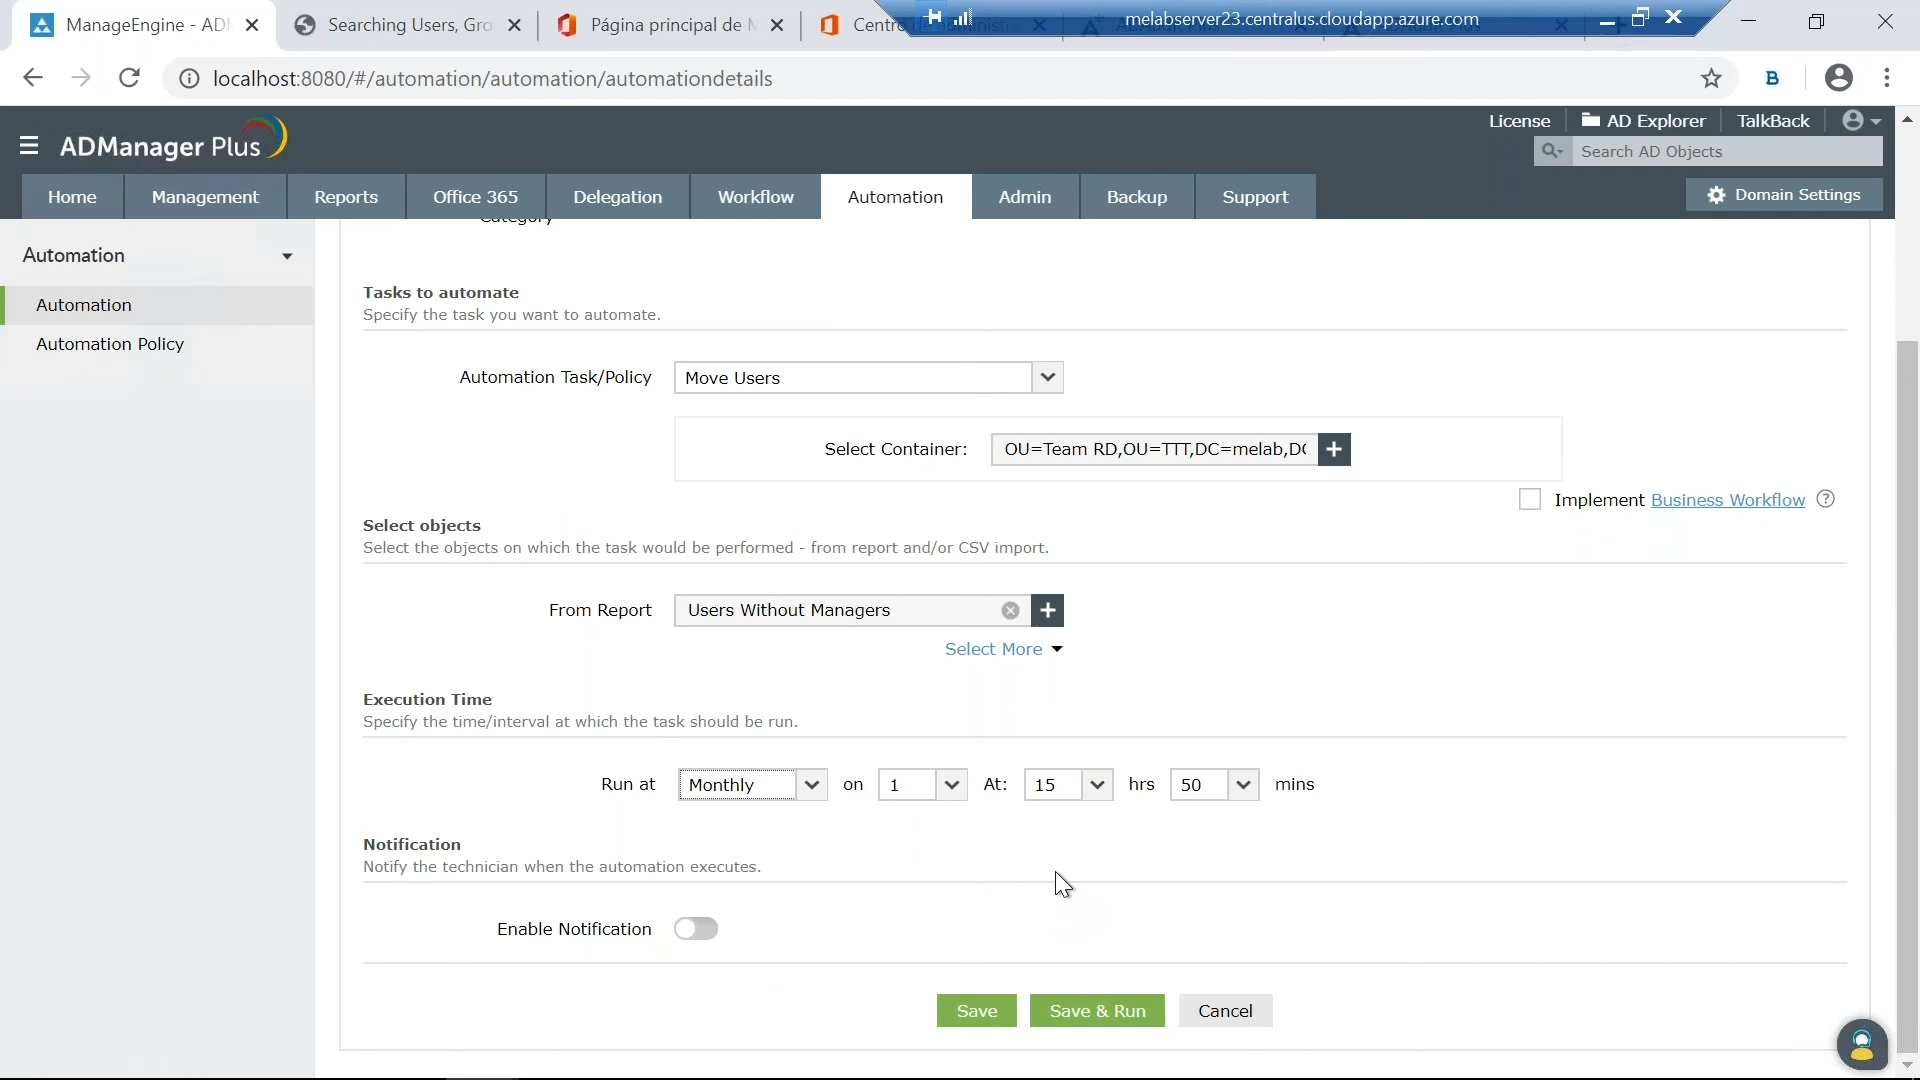 ManageEngine - AD
Searching Users, Gro
Página principal de M
Centro
melabserver23.centralus.cloudapp.azure.com
localhost:8080/#/automation/automation/automationdetails
B
License
AD Explorer
TalkBack
ADManager Plus
Search AD Objects
Home
Management
Reports
Office 365
Delegation
Workflow
Automation
Admin
Backup
Support
Domain Settings
Category
Automation
Automation
Automation Policy
Tasks to automate
Specify the task you want to automate.
Automation Task/Policy
Move Users
Select Container:
OU=Team RD,OU=TTT,DC=melab,DC
Implement Business Workflow ?
Select objects
Select the objects on which the task would be performed - from report and/or CSV import.
From Report
Users Without Managers
Select More
Execution Time
Specify the time/interval at which the task should be run.
Run at Monthly on 1 At: 15 hrs 50 mins
Notification
Notify the technician when the automation executes.
Enable Notification
Save
Save & Run
Cancel